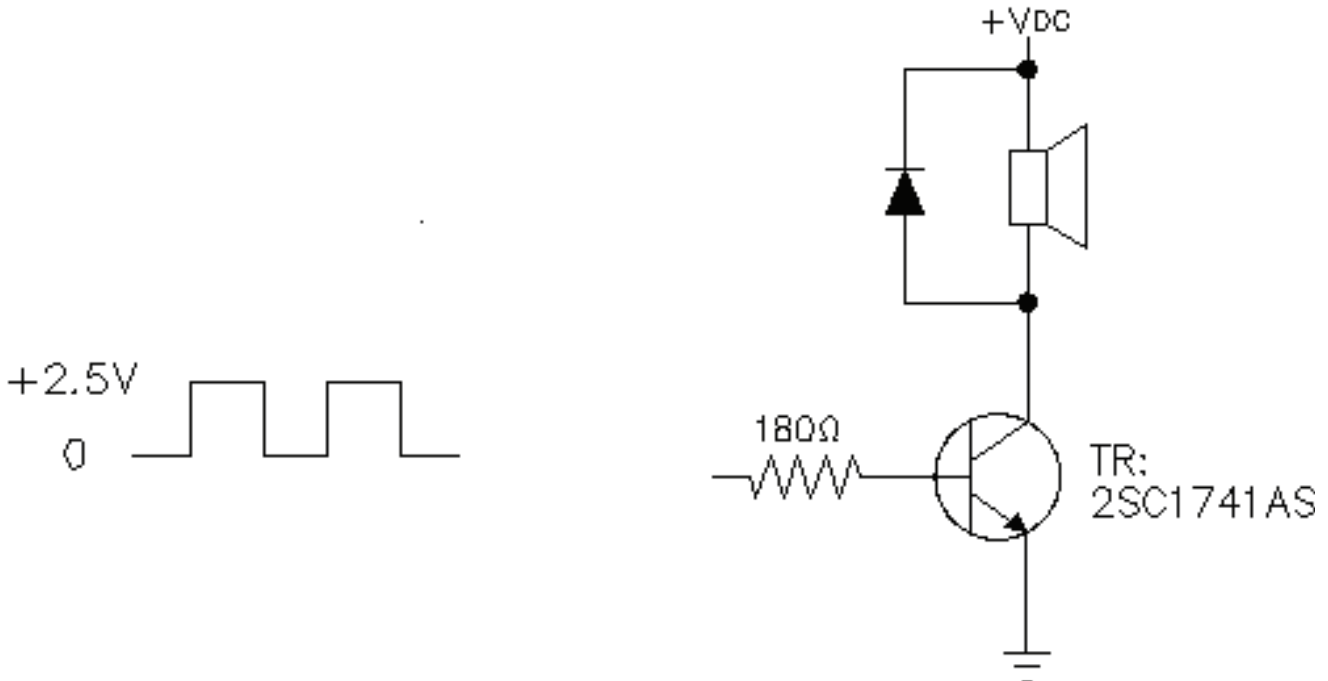 +VDC
+2.5V
0
180Ω
TR:
2SC1741AS